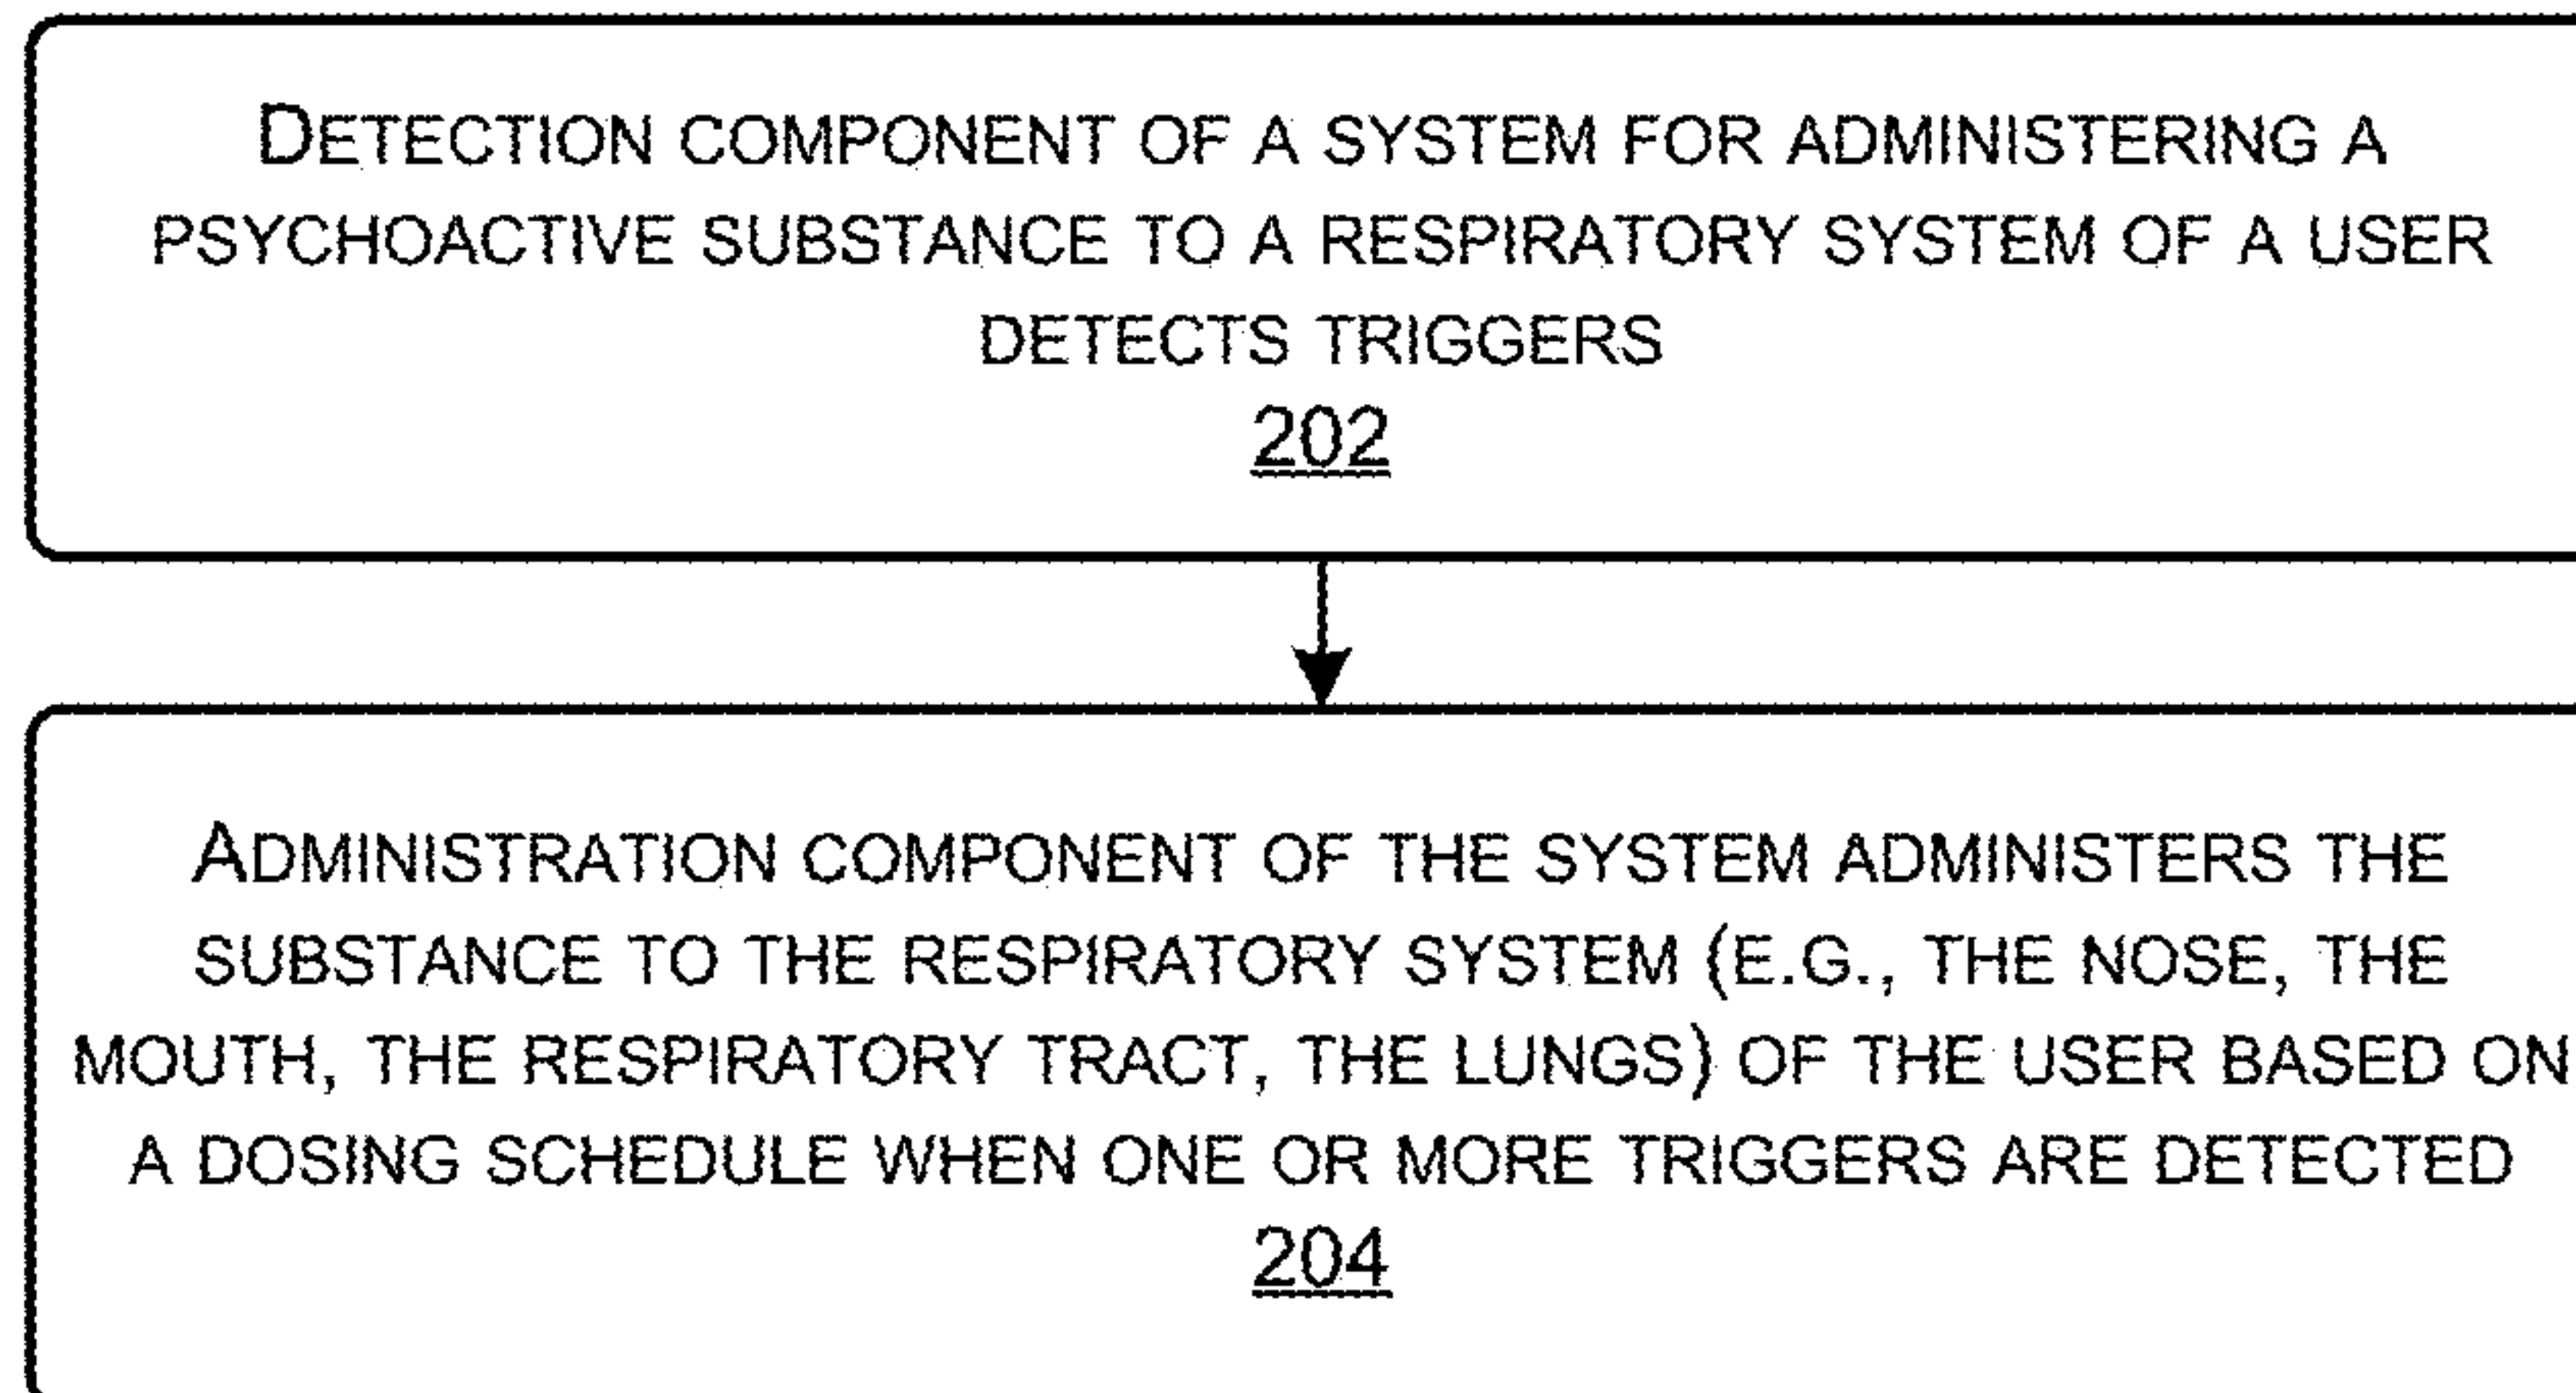 DETECTION COMPONENT OF A SYSTEM FOR ADMINISTERING A
PSYCHOACTIVE SUBSTANCE TO A RESPIRATORY SYSTEM OF A USER
DETECTS TRIGGERS
202
ADMINISTRATION COMPONENT OF THE SYSTEM ADMINISTERS THE
SUBSTANCE TO THE RESPIRATORY SYSTEM (E.G., THE NOSE, THE
MOUTH, THE RESPIRATORY TRACT, THE LUNGS) OF THE USER BASED ON
A DOSING SCHEDULE WHEN ONE OR MORE TRIGGERS ARE DETECTED
204